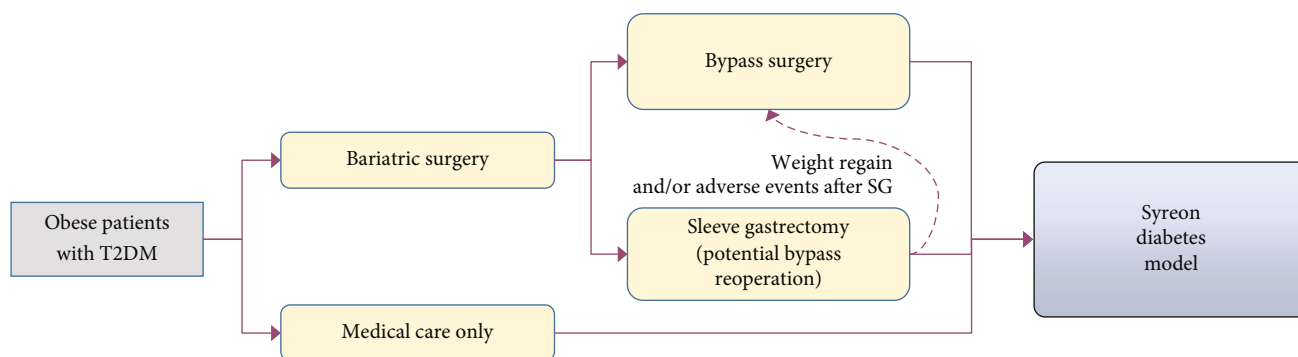 Obese patients
with T2DM
Bariatric surgery
Medical care only
Bypass surgery
Weight regain
and/or adverse events after SG
Sleeve gastrectomy
(potential bypass
reoperation)
Syreon
diabetes
model